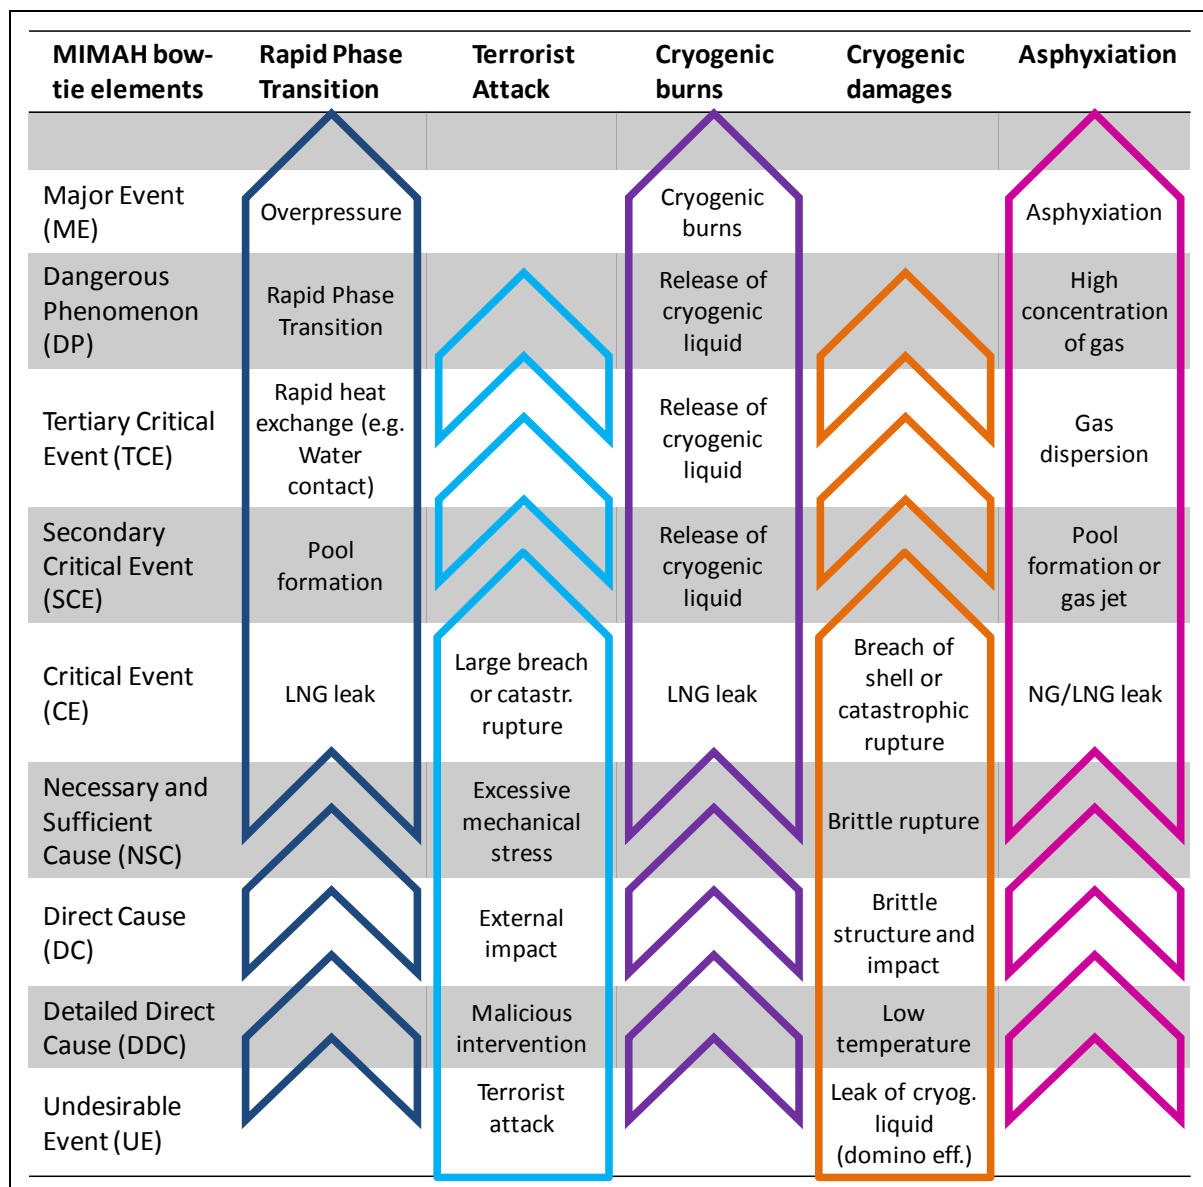 MIMAH bow-
tie elements
Rapid Phase
Transition
Terrorist
Attack
Cryogenic
burns
Cryogenic
damages
Asphyxiation
Major Event
(ME)
Overpressure
Cryogenic
burns
Asphyxiation
Dangerous
Phenomenon
(DP)
Rapid Phase
Transition
Release of
cryogenic
liquid
High
concentration
of gas
Tertiary Critical
Event (TCE)
Rapid heat
exchange (e.g.
Water
contact)
Release of
cryogenic
liquid
Gas
dispersion
Secondary
Critical Event
(SCE)
Pool
formation
Release of
cryogenic
liquid
Pool
formation or
gas jet
Critical Event
(CE)
LNG leak
Large breach
or catastr.
rupture
LNG leak
Breach of
shell or
catastrophic
rupture
NG/LNG leak
Necessary and
Sufficient
Cause (NSC)
Excessive
mechanical
stress
Brittle rupture
Direct Cause
(DC)
External
impact
Brittle
structure and
impact
Detailed Direct
Cause (DDC)
Malicious
intervention
Low
temperature
Undesirable
Event (UE)
Terrorist
attack
Leak of cryog.
liquid
(domino eff.)